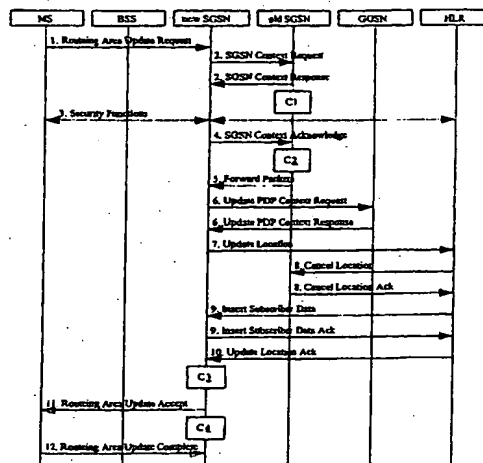 MS BSS new SGSN old SGSN GGSN HLR
1. Routing Area Update Request
2. SGSN Context Request
2. SGSN Context Response
C1
3. Security Functions
4. SGSN Context Acknowledge
C2
5. Forward Packets
6. Update PDP Context Request
6. Update PDP Context Response
7. Update Location
8. Cancel Location
8. Cancel Location Ack
9. Insert Subscriber Data
9. Insert Subscriber Data Ack
10. Update Location Ack
C3
11. Routing Area Update Accept
C4
12. Routing Area Update Complete